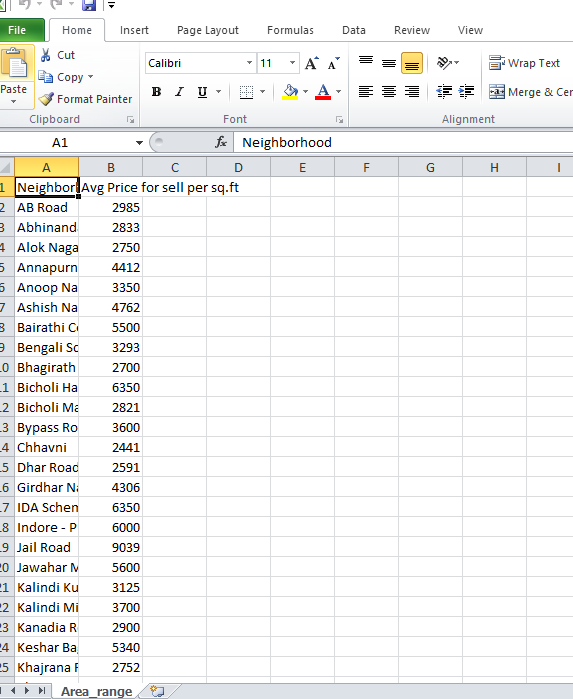 File Home Insert Page Layout Formulas Data Review View
Cut
Calibri 11 A A Wrap Text
Copy
Paste
Format Painter B I U A Merge & Cer
Clipboard Font Alignment
A1 fx Neighborhood
A B C D E F G H I
1 Neighborh Avg Price for sell per sq.ft
2 AB Road 2985
3 Abhinand 2833
4 Alok Naga 2750
5 Annapurn 4412
6 Anoop Na 3350
7 Ashish Na 4762
8 Bairathi Co 5500
9 Bengali Sc 3293
10 Bhagirath 2700
11 Bicholi Ha 6350
12 Bicholi Ma 2821
13 Bypass Ro 3600
14 Chhavni 2441
15 Dhar Road 2591
16 Girdhar Na 4306
17 IDA Schem 6350
18 Indore - P 6000
19 Jail Road 9039
20 Jawahar M 5600
21 Kalindi Ku 3125
22 Kalindi Mi 3700
23 Kanadia R 2900
24 Keshar Ba 5340
25 Khajrana 2752
Area_range